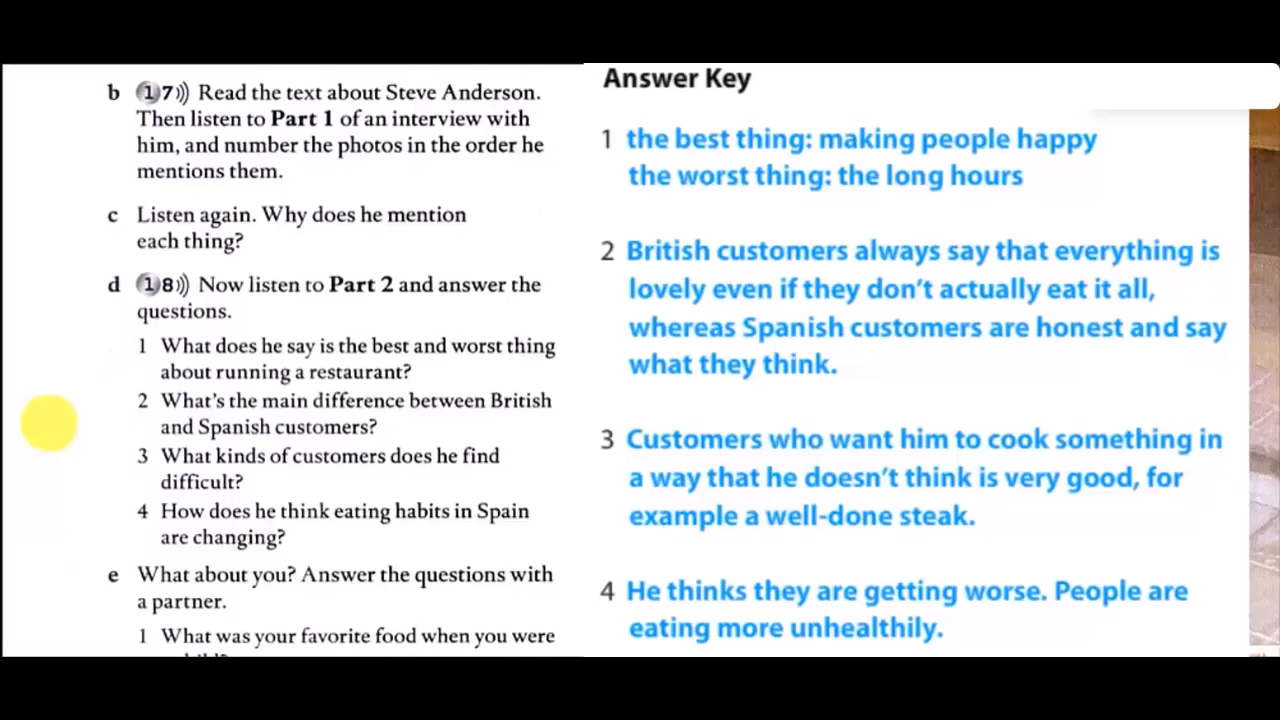 b 1 7))) Read the text about Steve Anderson.
Then listen to Part 1 of an interview with
him, and number the photos in the order he
mentions them.
c Listen again. Why does he mention
each thing?
d 1 8))) Now listen to Part 2 and answer the
questions.
1 What does he say is the best and worst thing
about running a restaurant?
2 What's the main difference between British
and Spanish customers?
3 What kinds of customers does he find
difficult?
4 How does he think eating habits in Spain
are changing?
e What about you? Answer the questions with
a partner.
1 What was your favorite food when you were
Answer Key
1 the best thing: making people happy
the worst thing: the long hours
2 British customers always say that everything is
lovely even if they don't actually eat it all,
whereas Spanish customers are honest and say
what they think.
3 Customers who want him to cook something in
a way that he doesn't think is very good, for
example a well-done steak.
4 He thinks they are getting worse. People are
eating more unhealthily.